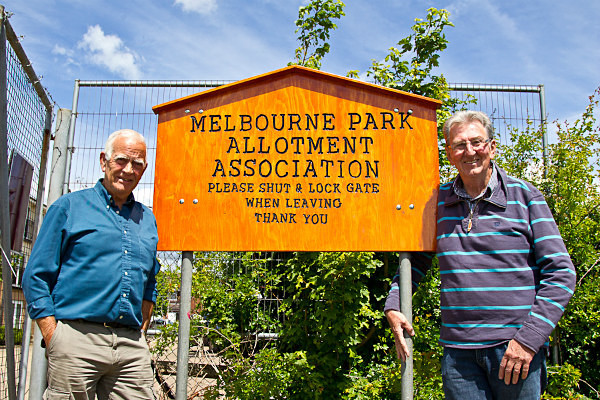 MELBOURNE PARK
ALLOTMENT
ASSOCIATION
PLEASE SHUT & LOCK GATE
WHEN LEAVING
THANK YOU